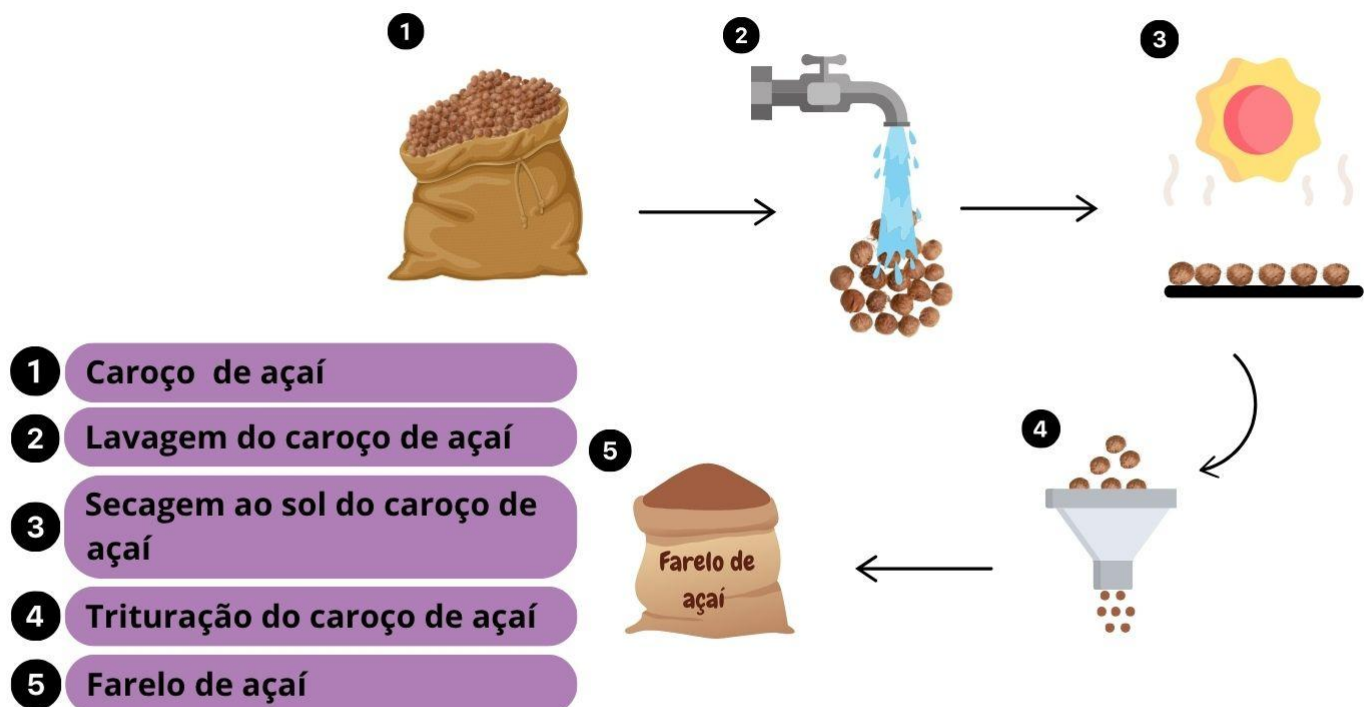 1
2
3
1 Caroço de açaí
2 Lavagem do caroço de açaí
3 Secagem ao sol do caroço de
açaí
4 Trituração do caroço de açaí
5 Farelo de açaí
5
Farelo de
açaí
4